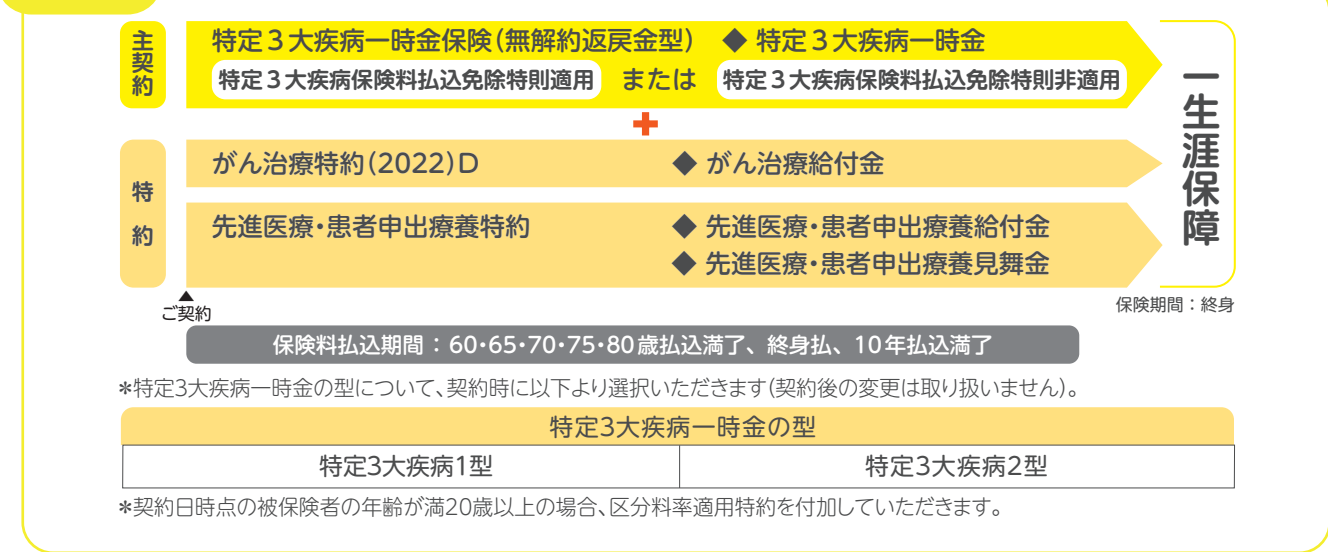 主契約
特定3大疾病一時金保険(無解約返戻金型) ◆ 特定3大疾病一時金
特定3大疾病保険料払込免除特則適用 または 特定3大疾病保険料払込免除特則非適用
+
特約
がん治療特約(2022)D ◆ がん治療給付金
先進医療・患者申出療養特約 ◆ 先進医療・患者申出療養給付金
◆ 先進医療・患者申出療養見舞金
一生涯保障
▲
ご契約
保険期間:終身
保険料払込期間:60・65・70・75・80歳払込満了、終身払、10年払込満了
*特定3大疾病一時金の型について、契約時に以下より選択いただきます(契約後の変更は取り扱いません)。
特定3大疾病一時金の型
特定3大疾病1型 特定3大疾病2型
*契約日時点の被保険者の年齢が満20歳以上の場合、区分料率適用特約を付加していただきます。